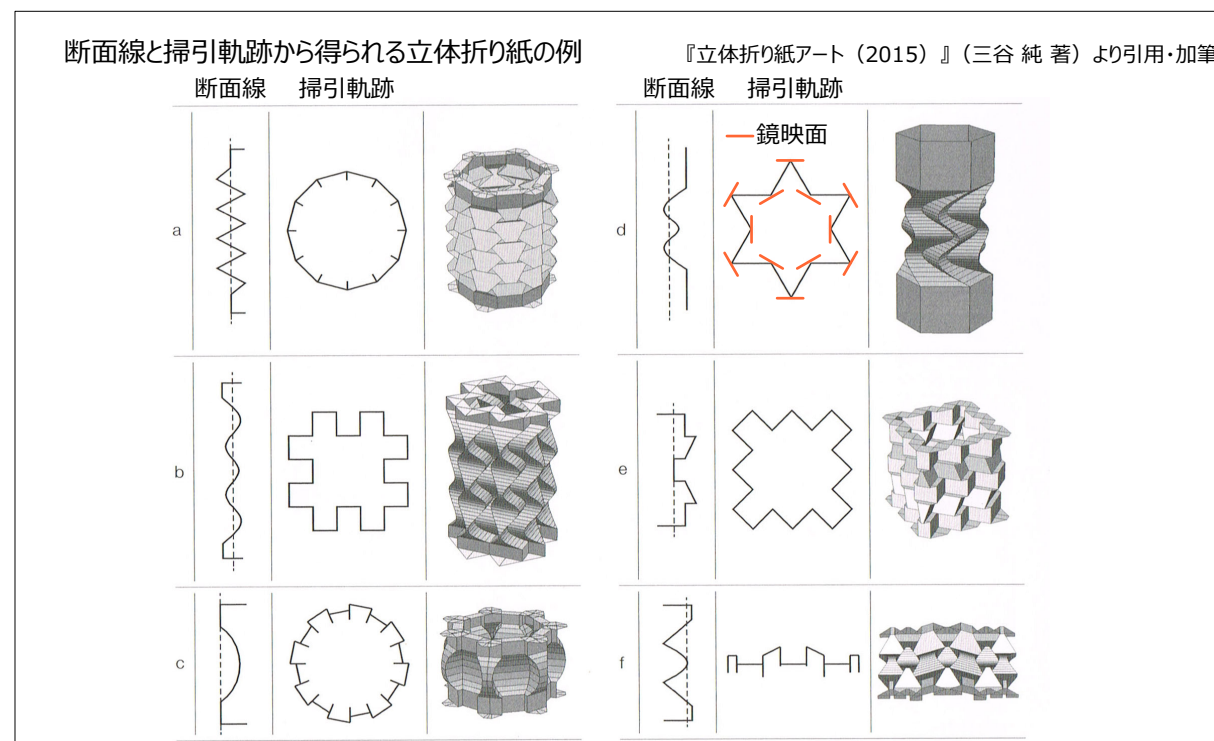 断面線と掃引軌跡から得られる立体折り紙の例
『立体折り紙アート（2015）』（三谷 純 著）より引用・加筆
断面線 掃引軌跡
断面線 掃引軌跡
a
b
c
鏡映面
d
e
f